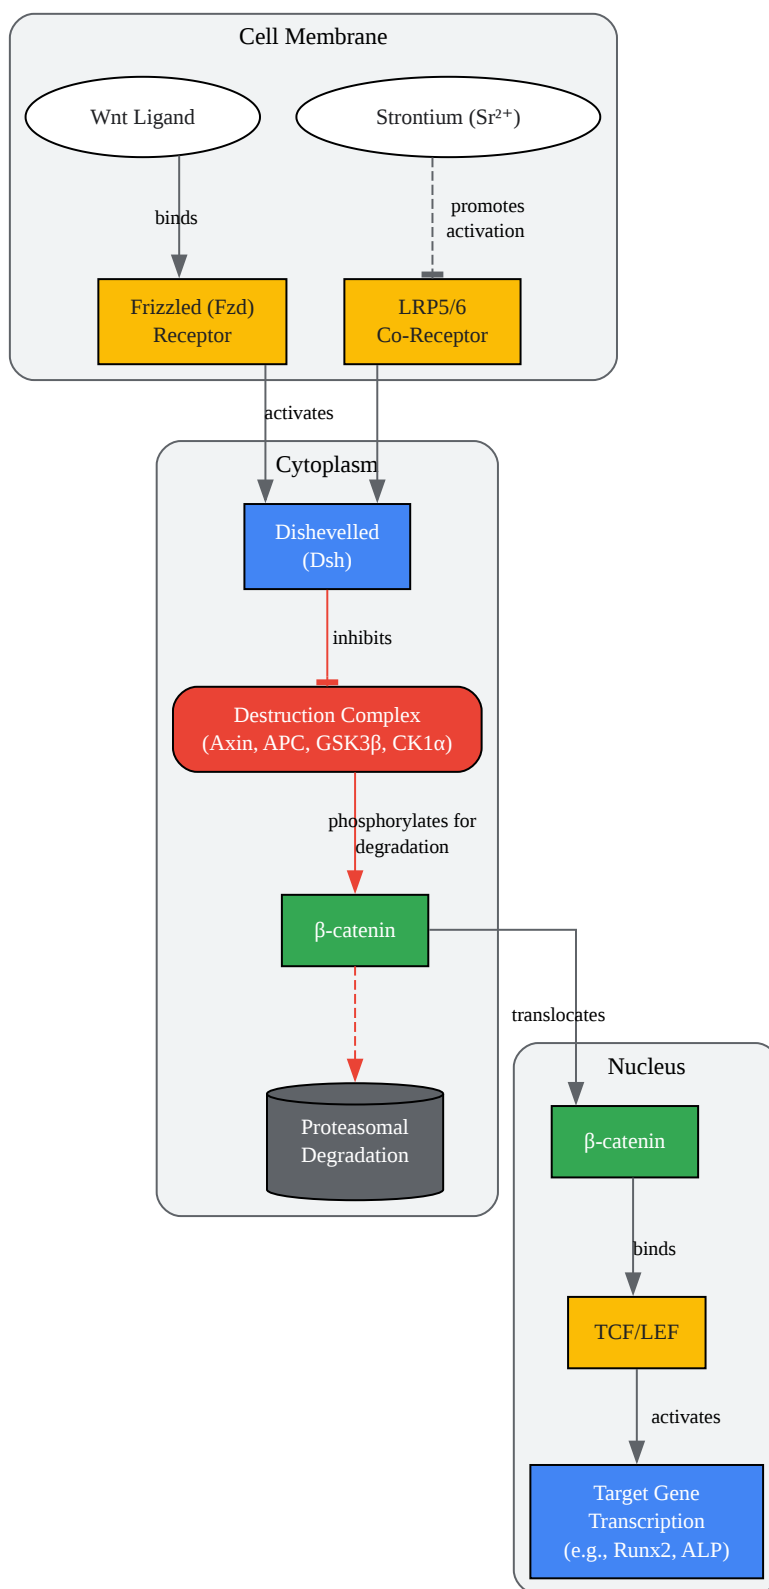 Cell Membrane
Wnt Ligand
Strontium (Sr²⁺)
binds
promotes
activation
Frizzled (Fzd)
Receptor
LRP5/6
Co-Receptor
activates
Cytoplasm
Dishevelled
(Dsh)
inhibits
Destruction Complex
(Axin, APC, GSK3β, CK1α)
phosphorylates for
degradation
β-catenin
translocates
Proteasomal
Degradation
Nucleus
β-catenin
binds
TCF/LEF
activates
Target Gene
Transcription
(e.g., Runx2, ALP)